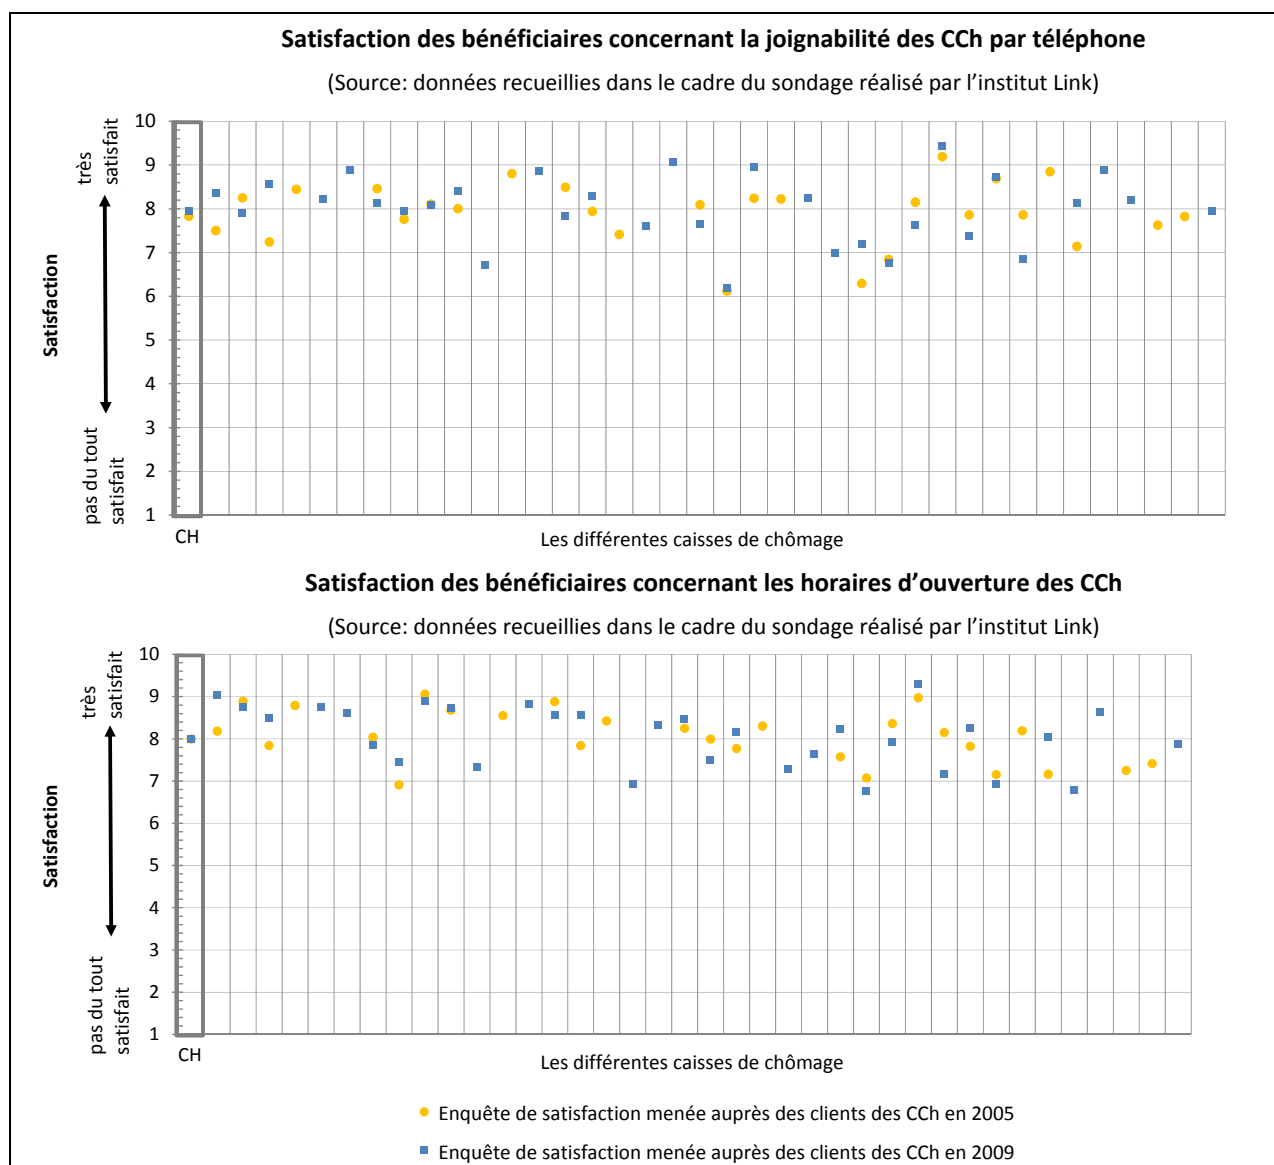 Satisfaction des bénéficiaires concernant la joignabilité des CCh par téléphone
(Source: données recueillies dans le cadre du sondage réalisé par l’institut Link)
Satisfaction
pas du tout
satisfait
très
satisfait
10
9
8
7
6
5
4
3
2
1
CH
Les différentes caisses de chômage
Satisfaction des bénéficiaires concernant les horaires d’ouverture des CCh
(Source: données recueillies dans le cadre du sondage réalisé par l’institut Link)
Satisfaction
pas du tout
satisfait
très
satisfait
10
9
8
7
6
5
4
3
2
1
CH
Les différentes caisses de chômage
Enquête de satisfaction menée auprès des clients des CCh en 2005
Enquête de satisfaction menée auprès des clients des CCh en 2009